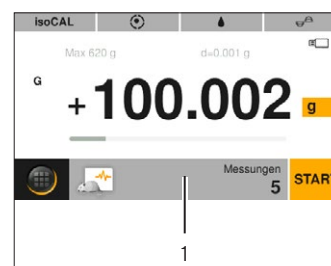 isoCAL
Max 620 g d=0.001 g
G
+100.002 g
Messungen
5
START
1